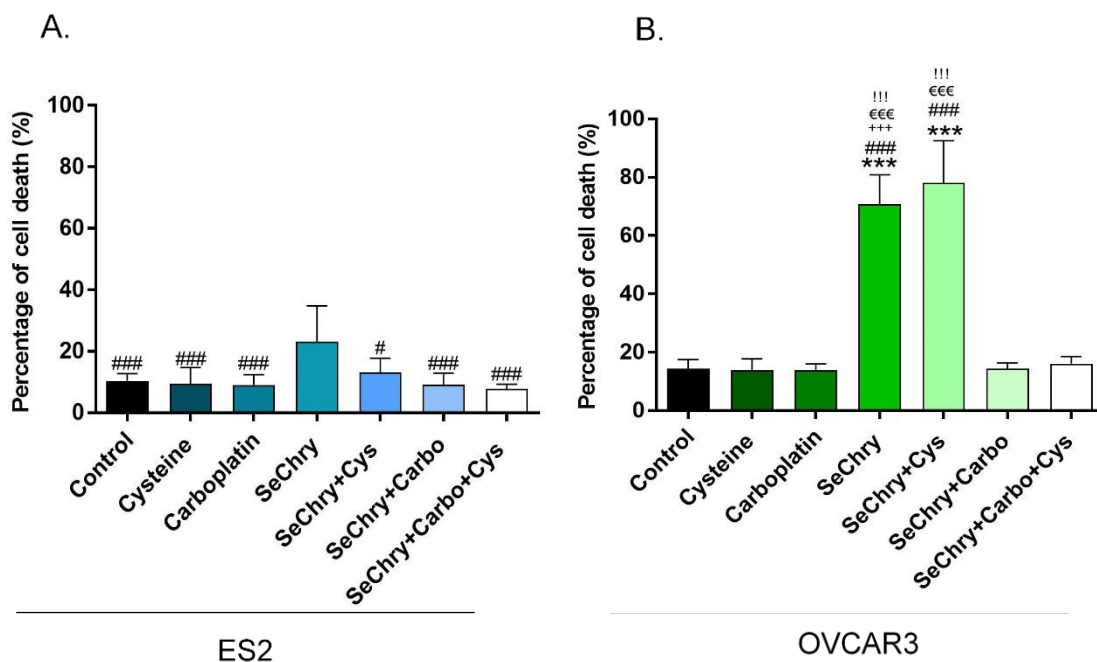 A.
Percentage of cell death (%)
100
80
60
40
20
0
###
###
###
#
###
###
Control
Cysteine
Carboplatin
SeChry
SeChry+Cys
SeChry+Carbo
SeChry+Carbo+Cys
ES2
B.
Percentage of cell death (%)
100
80
60
40
20
0
!!!
€€€
+++
###
***
!!!
€€€
###
***
Control
Cysteine
Carboplatin
SeChry
SeChry+Cys
SeChry+Carbo
SeChry+Carbo+Cys
OVCAR3